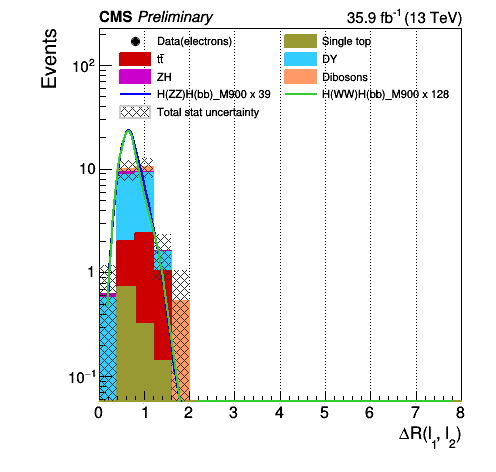 CMS Preliminary 35.9 fb⁻¹ (13 TeV)
Events
Data(electrons) Single top
tt̄ DY
ZH Dibosons
H(ZZ)H(bb)_M900 x 39 H(WW)H(bb)_M900 x 128
Total stat uncertainty
10²
10
1
10⁻¹
0 1 2 3 4 5 6 7 8
ΔR(l₁, l₂)